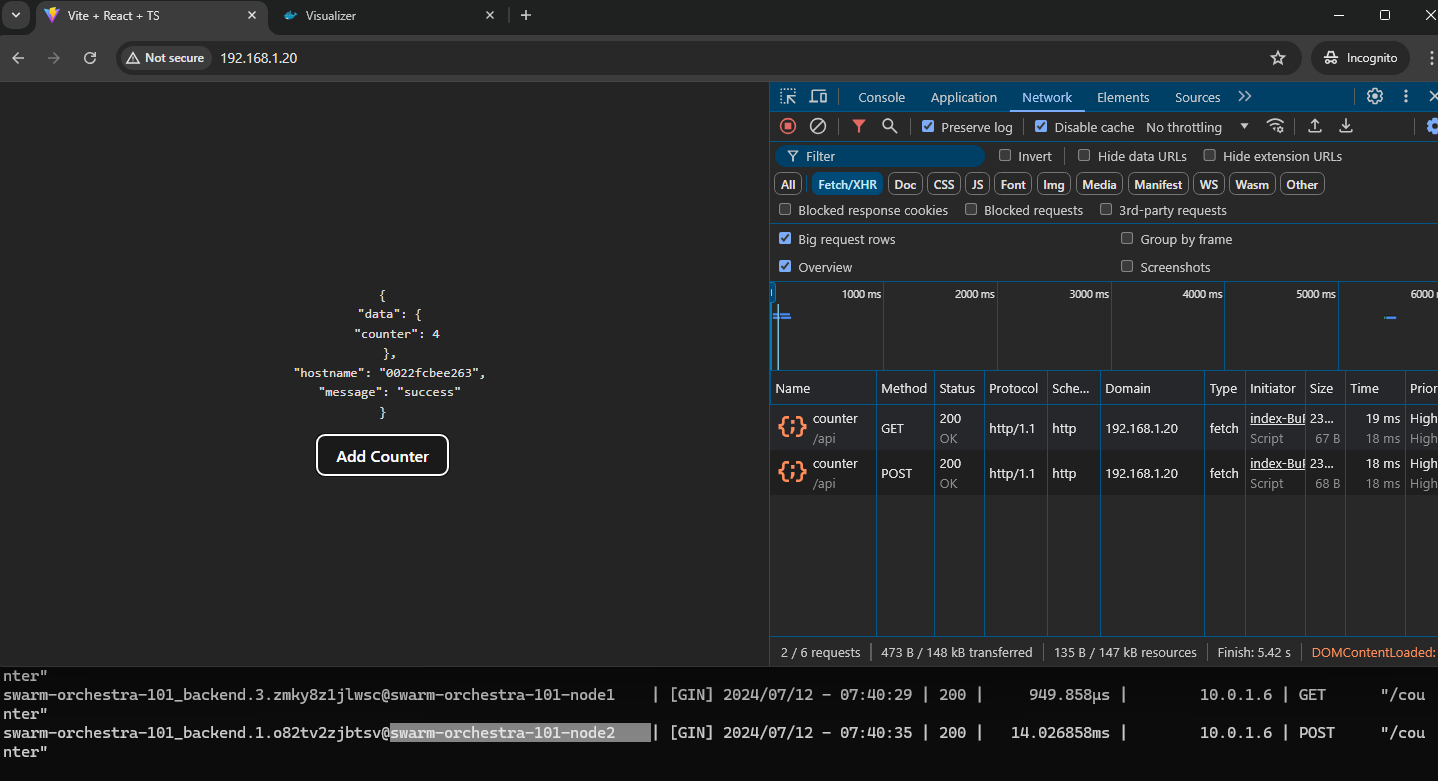 Vite + React + TS
Visualizer
Not secure 192.168.1.20 Incognito
Console Application Network Elements Sources
Preserve log Disable cache No throttling
Filter Invert Hide data URLs Hide extension URLs
All Fetch/XHR Doc CSS JS Font Img Media Manifest WS Wasm Other
Blocked response cookies Blocked requests 3rd-party requests
Big request rows Group by frame
Overview Screenshots
1000 ms 2000 ms 3000 ms 4000 ms 5000 ms 6000
Name Method Status Protocol Sche... Domain Type Initiator Size Time Prior
counter GET 200 http/1.1 http 192.168.1.20 fetch index-BuF 23... 19 ms High
/api OK Script 67 B 18 ms High
counter POST 200 http/1.1 http 192.168.1.20 fetch index-BuF 23... 18 ms High
/api OK Script 68 B 18 ms High
2 / 6 requests 473 B / 148 kB transferred 135 B / 147 kB resources Finish: 5.42 s DOMContentLoaded:
{
"data": {
"counter": 4
},
"hostname": "0022fcbee263",
"message": "success"
}
Add Counter
nter"
swarm-orchestra-101_backend.3.zmky8z1jlwsc@swarm-orchestra-101-node1 | [GIN] 2024/07/12 - 07:40:29 | 200 | 949.858µs | 10.0.1.6 | GET "/cou
nter"
swarm-orchestra-101_backend.1.o82tv2zjbtsv@swarm-orchestra-101-node2 | [GIN] 2024/07/12 - 07:40:35 | 200 | 14.026858ms | 10.0.1.6 | POST "/cou
nter"